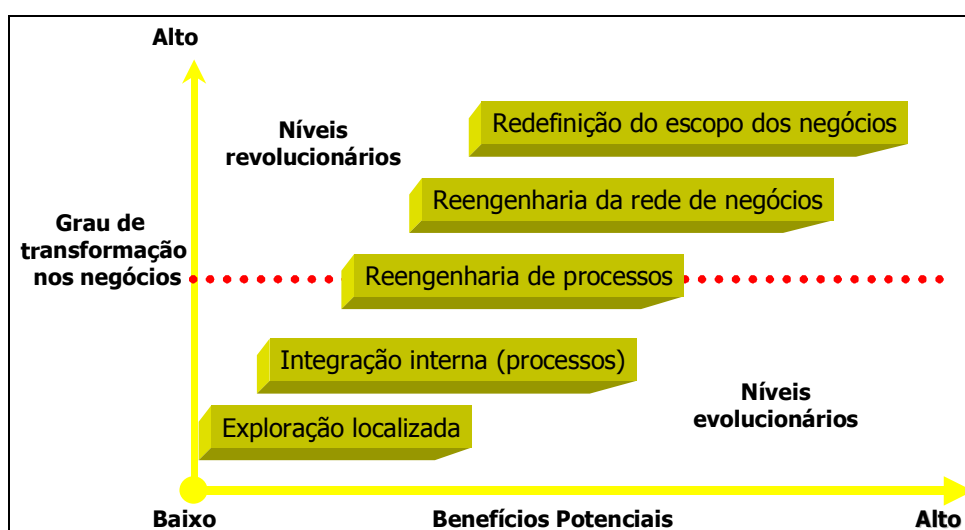 Alto
Níveis
revolucionários
Redefinição do escopo dos negócios
Reengenharia da rede de negócios
Grau de
transformação
nos negócios
Reengenharia de processos
Integração interna (processos)
Níveis
evolucionários
Exploração localizada
Baixo
Benefícios Potenciais
Alto